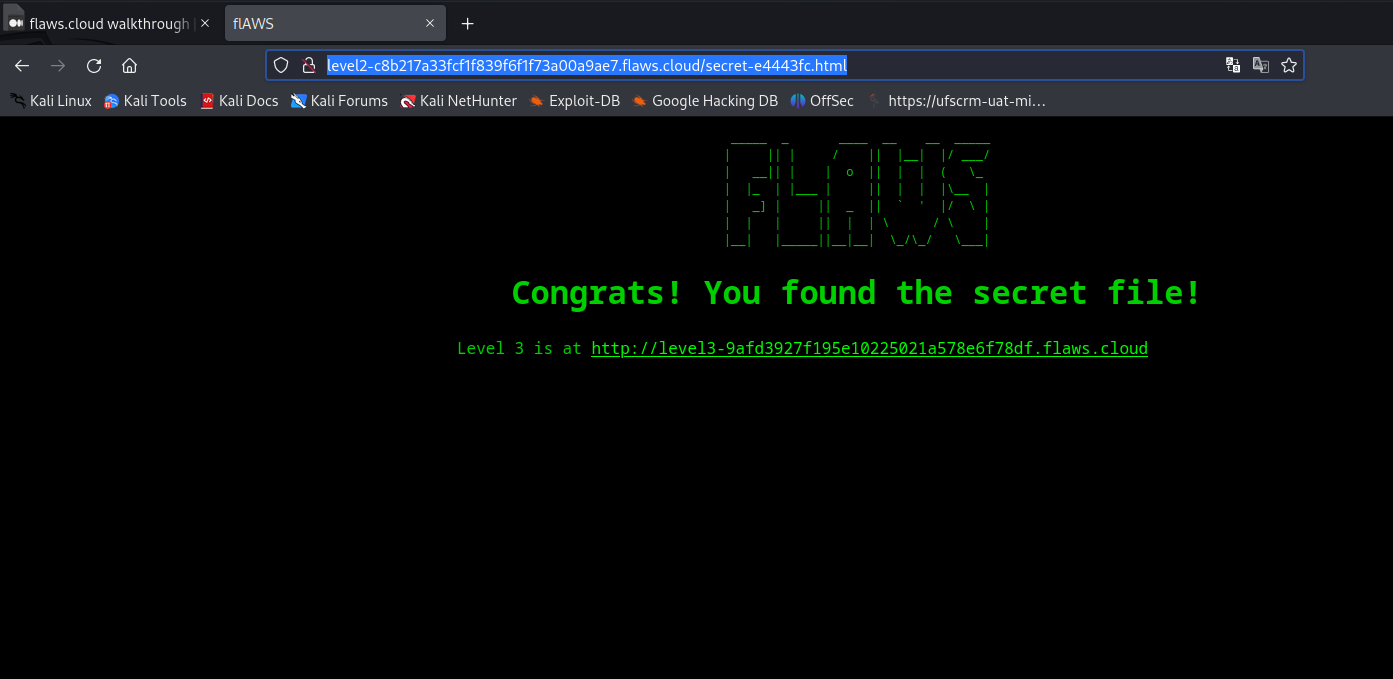 flaws.cloud walkthrough |
flAWS
level2-c8b217a33fcf1f839f6f1f73a00a9ae7.flaws.cloud/secret-e4443fc.html
Kali Linux Kali Tools Kali Docs Kali Forums Kali NetHunter Exploit-DB Google Hacking DB OffSec https://ufscrm-uat-mi...
FLAWS
Congrats! You found the secret file!
Level 3 is at http://level3-9afd3927f195e10225021a578e6f78df.flaws.cloud